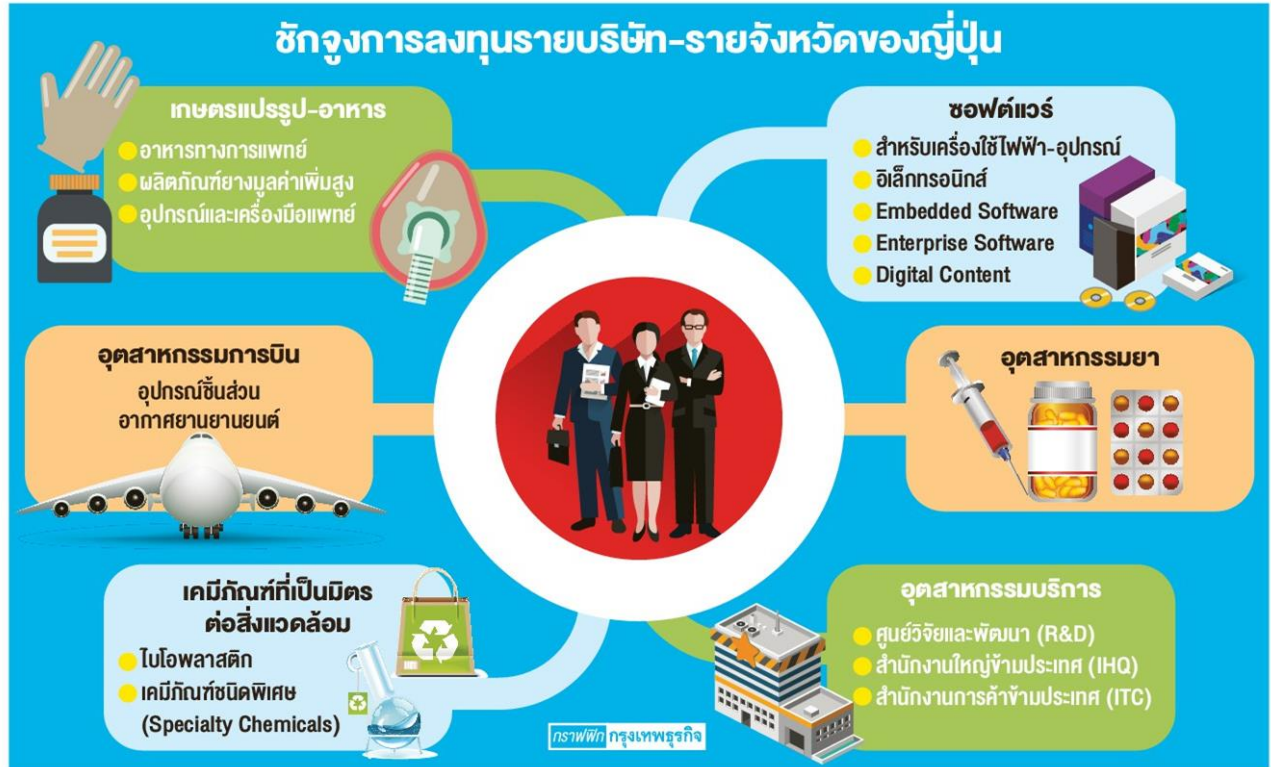 ชักจูงการลงทุนรายบริษัท-รายจังหวัดของญี่ปุ่น
เกษตรแปรรูป-อาหาร
อาหารทางการแพทย์
ผลิตภัณฑ์ยางมูลค่าเพิ่มสูง
อุปกรณ์และเครื่องมือแพทย์
ซอฟต์แวร์
สำหรับเครื่องใช้ไฟฟ้า-อุปกรณ์
อิเล็กทรอนิกส์
Embedded Software
Enterprise Software
Digital Content
อุตสาหกรรมการบิน
อุปกรณ์ชิ้นส่วน
อากาศยานยานยนต์
อุตสาหกรรมยา
เคมีภัณฑ์ที่เป็นมิตร
ต่อสิ่งแวดล้อม
ไบโอพลาสติก
เคมีภัณฑ์ชนิดพิเศษ
(Specialty Chemicals)
อุตสาหกรรมบริการ
ศูนย์วิจัยและพัฒนา (R&D)
สำนักงานใหญ่ข้ามประเทศ (IHQ)
สำนักงานการค้าข้ามประเทศ (ITC)
กราฟฟิก กรุงเทพธุรกิจ